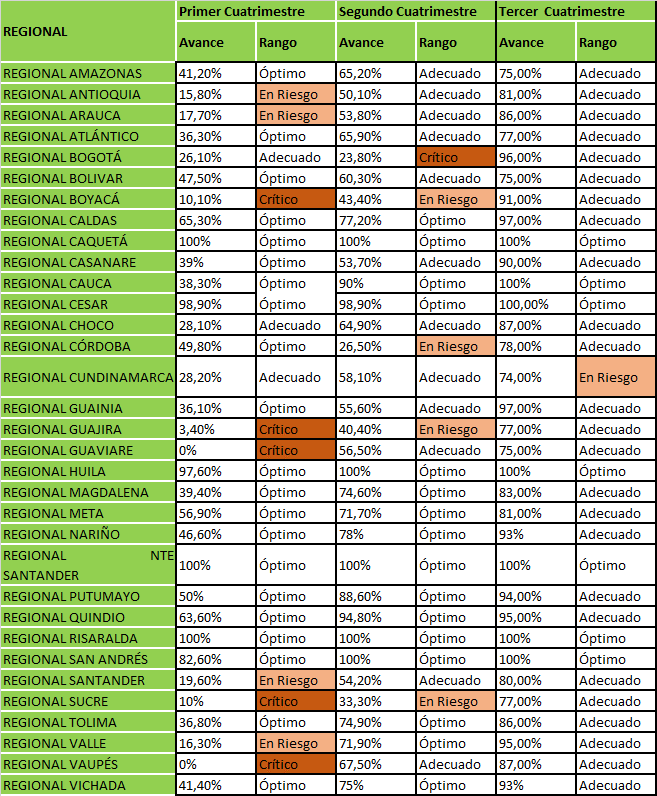 REGIONAL Primer Cuatrimestre Segundo Cuatrimestre Tercer Cuatrimestre
Avance Rango Avance Rango Avance Rango
REGIONAL AMAZONAS 41,20% Óptimo 65,20% Adecuado 75,00% Adecuado
REGIONAL ANTIOQUIA 15,80% En Riesgo 50,10% Adecuado 81,00% Adecuado
REGIONAL ARAUCA 17,70% En Riesgo 53,80% Adecuado 86,00% Adecuado
REGIONAL ATLÁNTICO 36,30% Óptimo 65,90% Adecuado 77,00% Adecuado
REGIONAL BOGOTÁ 26,10% Adecuado 23,80% Crítico 96,00% Adecuado
REGIONAL BOLIVAR 47,50% Óptimo 60,30% Adecuado 75,00% Adecuado
REGIONAL BOYACÁ 10,10% Crítico 43,40% En Riesgo 91,00% Adecuado
REGIONAL CALDAS 65,30% Óptimo 77,20% Óptimo 97,00% Adecuado
REGIONAL CAQUETÁ 100% Óptimo 100% Óptimo 100% Óptimo
REGIONAL CASANARE 39% Óptimo 53,70% Adecuado 90,00% Adecuado
REGIONAL CAUCA 38,30% Óptimo 90% Óptimo 100% Óptimo
REGIONAL CESAR 98,90% Óptimo 98,90% Óptimo 100,00% Óptimo
REGIONAL CHOCO 28,10% Adecuado 64,90% Adecuado 87,00% Adecuado
REGIONAL CÓRDOBA 49,80% Óptimo 26,50% En Riesgo 78,00% Adecuado
REGIONAL CUNDINAMARCA 28,20% Adecuado 58,10% Adecuado 74,00% En Riesgo
REGIONAL GUAINIA 36,10% Óptimo 55,60% Adecuado 97,00% Adecuado
REGIONAL GUAJIRA 3,40% Crítico 40,40% En Riesgo 77,00% Adecuado
REGIONAL GUAVIARE 0% Crítico 56,50% Adecuado 75,00% Adecuado
REGIONAL HUILA 97,60% Óptimo 100% Óptimo 100% Óptimo
REGIONAL MAGDALENA 39,40% Óptimo 74,60% Óptimo 83,00% Adecuado
REGIONAL META 56,90% Óptimo 71,70% Óptimo 81,00% Adecuado
REGIONAL NARIÑO 46,60% Óptimo 78% Óptimo 93% Adecuado
REGIONAL NTE
SANTANDER 100% Óptimo 100% Óptimo 100% Óptimo
REGIONAL PUTUMAYO 50% Óptimo 88,60% Óptimo 94,00% Adecuado
REGIONAL QUINDIO 63,60% Óptimo 94,80% Óptimo 95,00% Adecuado
REGIONAL RISARALDA 100% Óptimo 100% Óptimo 100% Óptimo
REGIONAL SAN ANDRÉS 82,60% Óptimo 100% Óptimo 100% Óptimo
REGIONAL SANTANDER 19,60% En Riesgo 54,20% Adecuado 80,00% Adecuado
REGIONAL SUCRE 10% Crítico 33,30% En Riesgo 77,00% Adecuado
REGIONAL TOLIMA 36,80% Óptimo 74,90% Óptimo 86,00% Adecuado
REGIONAL VALLE 16,30% En Riesgo 71,90% Óptimo 95,00% Adecuado
REGIONAL VAUPÉS 0% Crítico 67,50% Adecuado 87,00% Adecuado
REGIONAL VICHADA 41,40% Óptimo 75% Óptimo 93% Adecuado